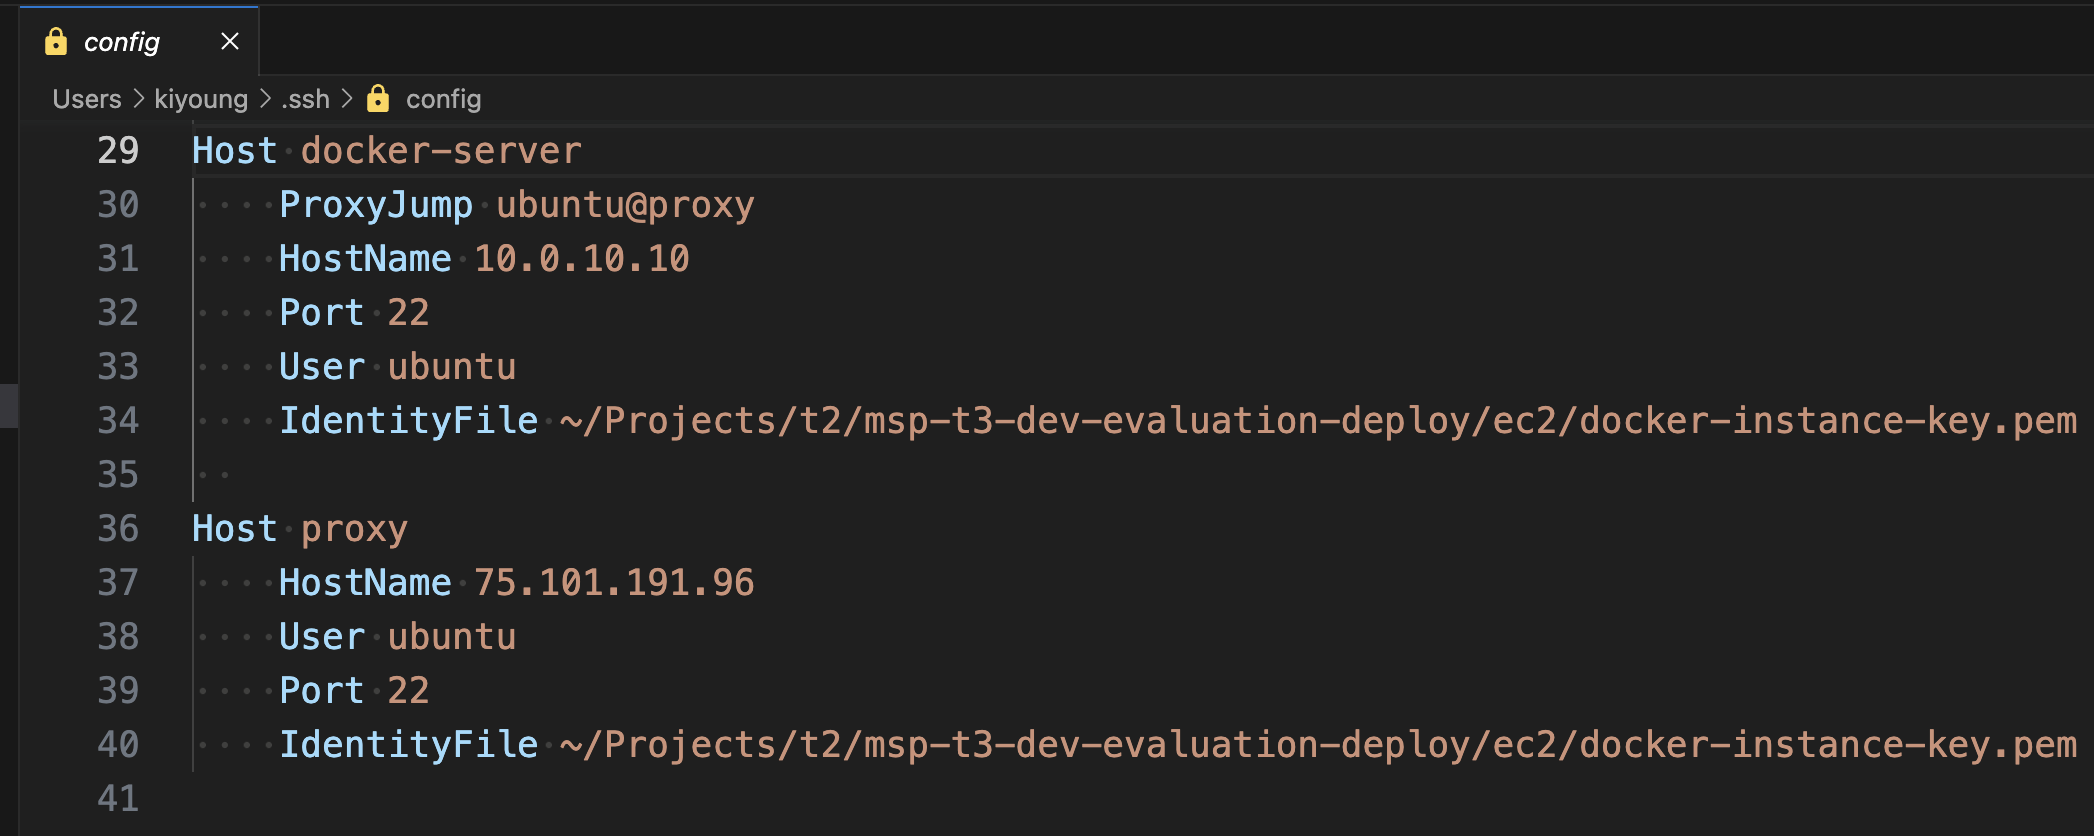 config
Users > kiyoung > .ssh > config
29 Host docker-server
30 ProxyJump ubuntu@proxy
31 HostName 10.0.10.10
32 Port 22
33 User ubuntu
34 IdentityFile ~/Projects/t2/msp-t3-dev-evaluation-deploy/ec2/docker-instance-key.pem
35
36 Host proxy
37 HostName 75.101.191.96
38 User ubuntu
39 Port 22
40 IdentityFile ~/Projects/t2/msp-t3-dev-evaluation-deploy/ec2/docker-instance-key.pem
41